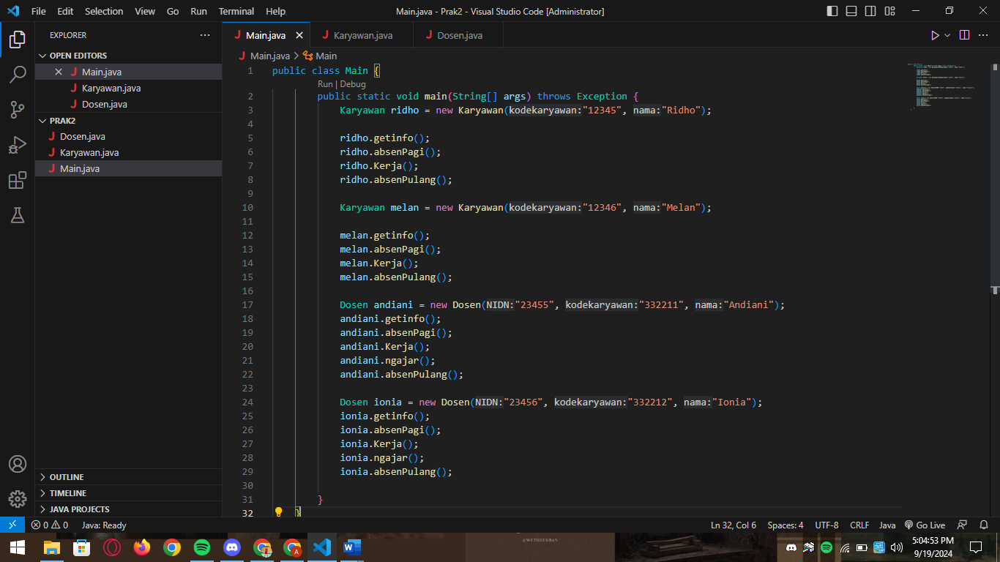 File Edit Selection View Go Run Terminal Help Main.java - Prak2 - Visual Studio Code [Administrator]
EXPLORER
OPEN EDITORS
Main.java
Karyawan.java
Dosen.java
PRAK2
Dosen.java
Karyawan.java
Main.java
OUTLINE
TIMELINE
JAVA PROJECTS
Main.java Karyawan.java Dosen.java
Main.java > Main
1 public class Main {
Run | Debug
2 public static void main(String[] args) throws Exception {
3 Karyawan ridho = new Karyawan(kodekaryawan:"12345", nama:"Ridho");
4
5 ridho.getinfo();
6 ridho.absenPagi();
7 ridho.Kerja();
8 ridho.absenPulang();
9
10 Karyawan melan = new Karyawan(kodekaryawan:"12346", nama:"Melan");
11
12 melan.getinfo();
13 melan.absenPagi();
14 melan.Kerja();
15 melan.absenPulang();
16
17 Dosen andiani = new Dosen(NIDN:"23455", kodekaryawan:"332211", nama:"Andiani");
18 andiani.getinfo();
19 andiani.absenPagi();
20 andiani.Kerja();
21 andiani.ngajar();
22 andiani.absenPulang();
23
24 Dosen ionia = new Dosen(NIDN:"23456", kodekaryawan:"332212", nama:"Ionia");
25 ionia.getinfo();
26 ionia.absenPagi();
27 ionia.Kerja();
28 ionia.ngajar();
29 ionia.absenPulang();
30
31 }
32 }
0 0 Java: Ready Ln 32, Col 6 Spaces: 4 UTF-8 CRLF Java Go Live
5:04:53 PM
9/19/2024